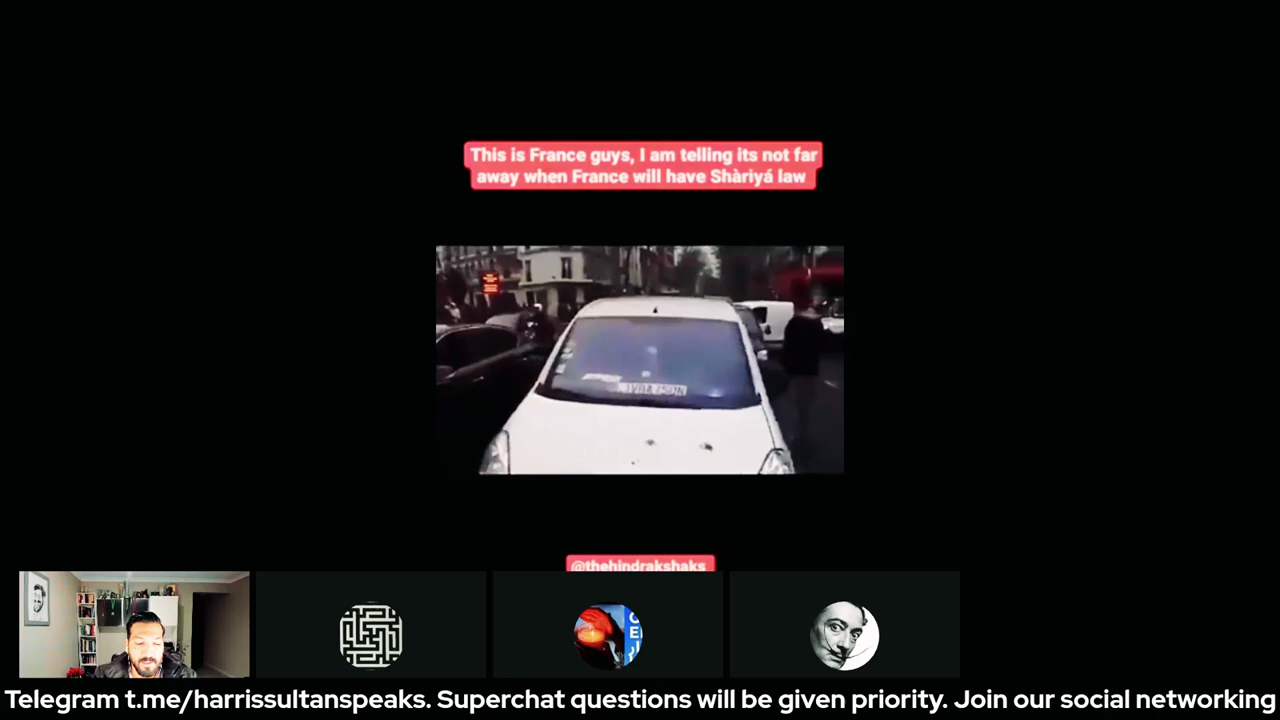 This is France guys, I am telling its not far
away when France will have Shàriyá law
@thehindrakshaks
Telegram t.me/harrissultanspeaks. Superchat questions will be given priority. Join our social networking